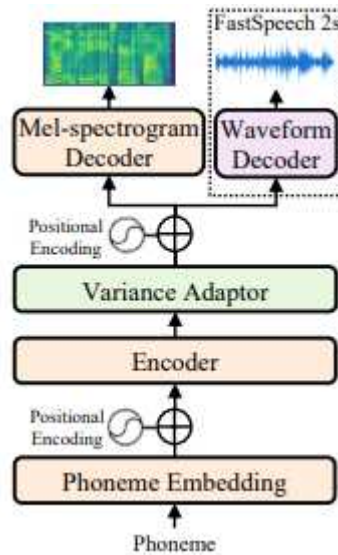 FastSpeech 2s
Mel-spectrogram
Decoder
Waveform
Decoder
Positional
Encoding
Variance Adaptor
Encoder
Positional
Encoding
Phoneme Embedding
Phoneme